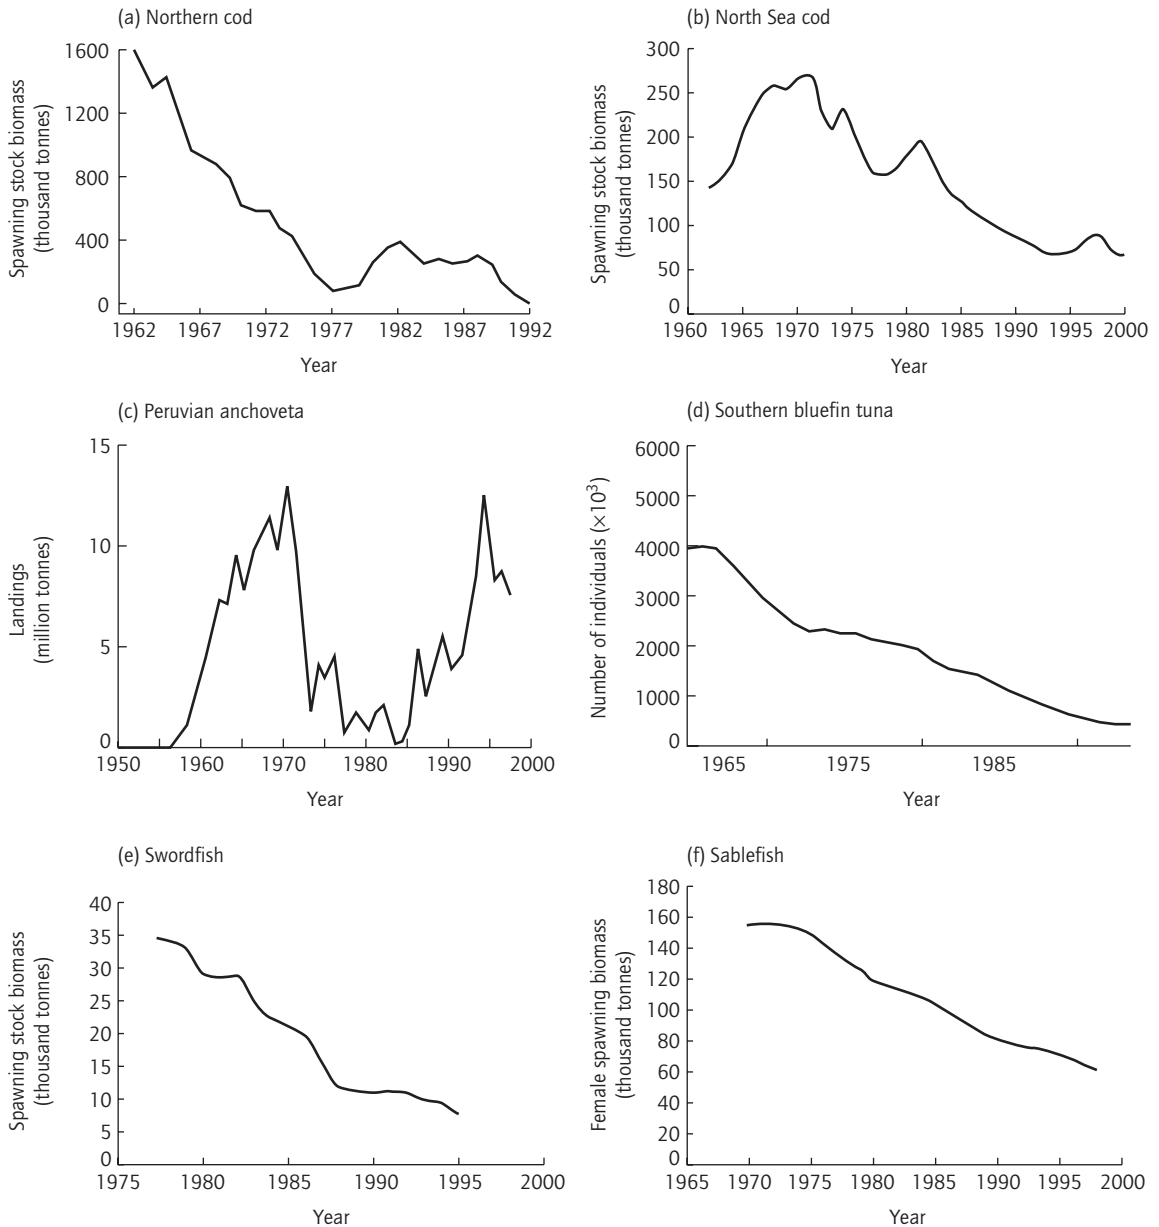 (a) Northern cod
Spawning stock biomass
(thousand tonnes)
1600
1200
800
400
0
1962 1967 1972 1977 1982 1987 1992
Year
(b) North Sea cod
Spawning stock biomass
(thousand tonnes)
300
250
200
150
100
50
0
1960 1965 1970 1975 1980 1985 1990 1995 2000
Year
(c) Peruvian anchoveta
Landings
(million tonnes)
15
10
5
0
1950 1960 1970 1980 1990 2000
Year
(d) Southern bluefin tuna
Number of individuals (×10³)
6000
5000
4000
3000
2000
1000
0
1965 1975 1985
Year
(e) Swordfish
Spawning stock biomass
(thousand tonnes)
40
35
30
25
20
15
10
5
0
1975 1980 1985 1990 1995 2000
Year
(f) Sablefish
Female spawning biomass
(thousand tonnes)
180
160
140
120
100
80
60
40
20
0
1965 1970 1975 1980 1985 1990 1995 2000
Year